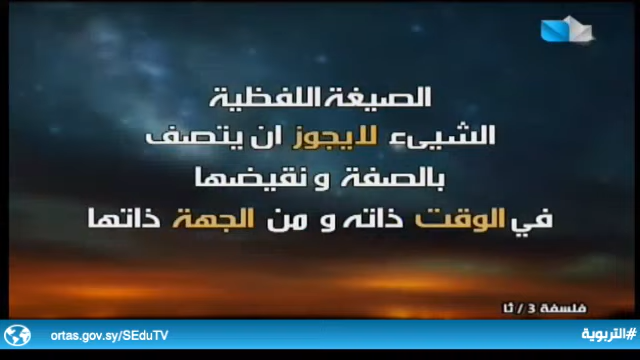 الصيغة اللفظية
الشيىء لايجوز ان يتصف
بالصفة و نقيضها
في الوقت ذاته و من الجهة ذاتها
فلسفة 3 / ثا
ortas.gov.sy/SEduTV
#التربوية